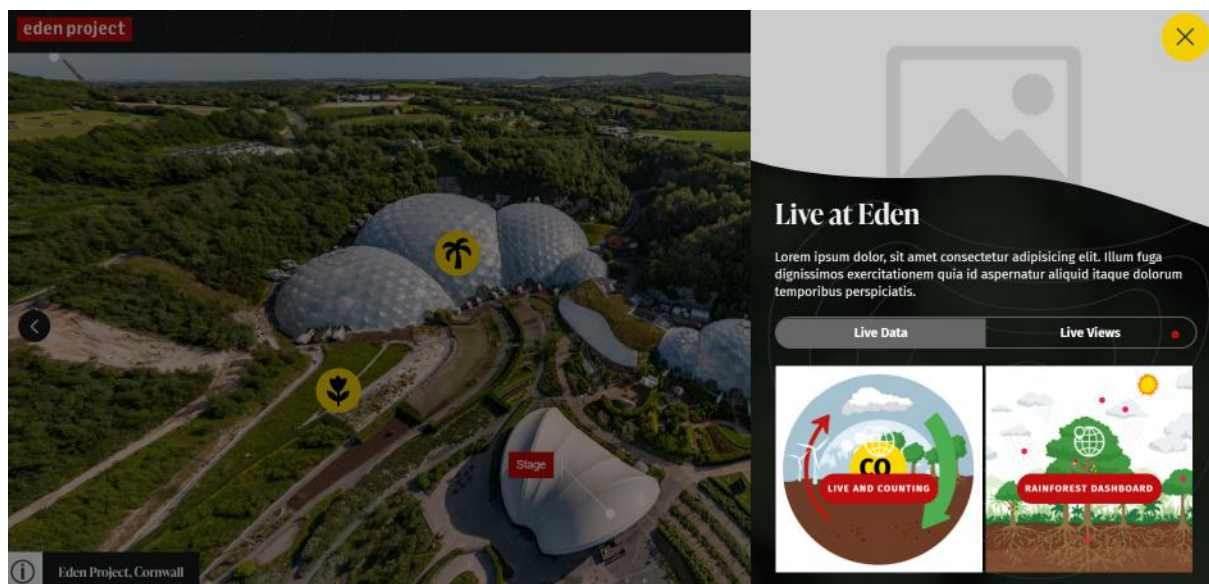 eden project
Stage
Eden Project, Cornwall
Live at Eden
Lorem ipsum dolor, sit amet consectetur adipisicing elit. Illum fuga
dignissimos exercitationem quia id aspernatur aliquid itaque dolorum
temporibus perspiciatis.
Live Data
Live Views
CO
LIVE AND COUNTING
RAINFOREST DASHBOARD